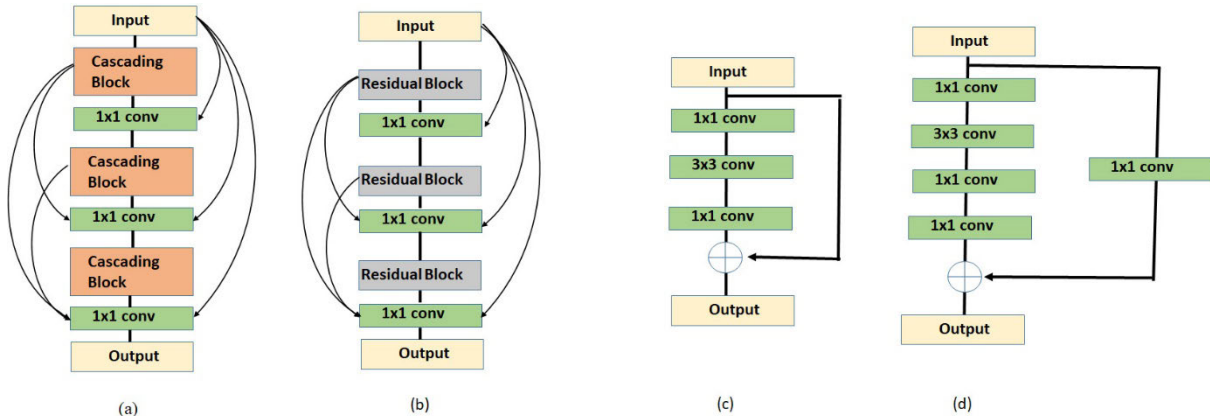 Input
Cascading
Block
1x1 conv
Cascading
Block
1x1 conv
Cascading
Block
1x1 conv
Output
(a)
Input
Residual Block
1x1 conv
Residual Block
1x1 conv
Residual Block
1x1 conv
Output
(b)
Input
1x1 conv
3x3 conv
1x1 conv
Output
(c)
Input
1x1 conv
3x3 conv
1x1 conv
1x1 conv
1x1 conv
Output
(d)